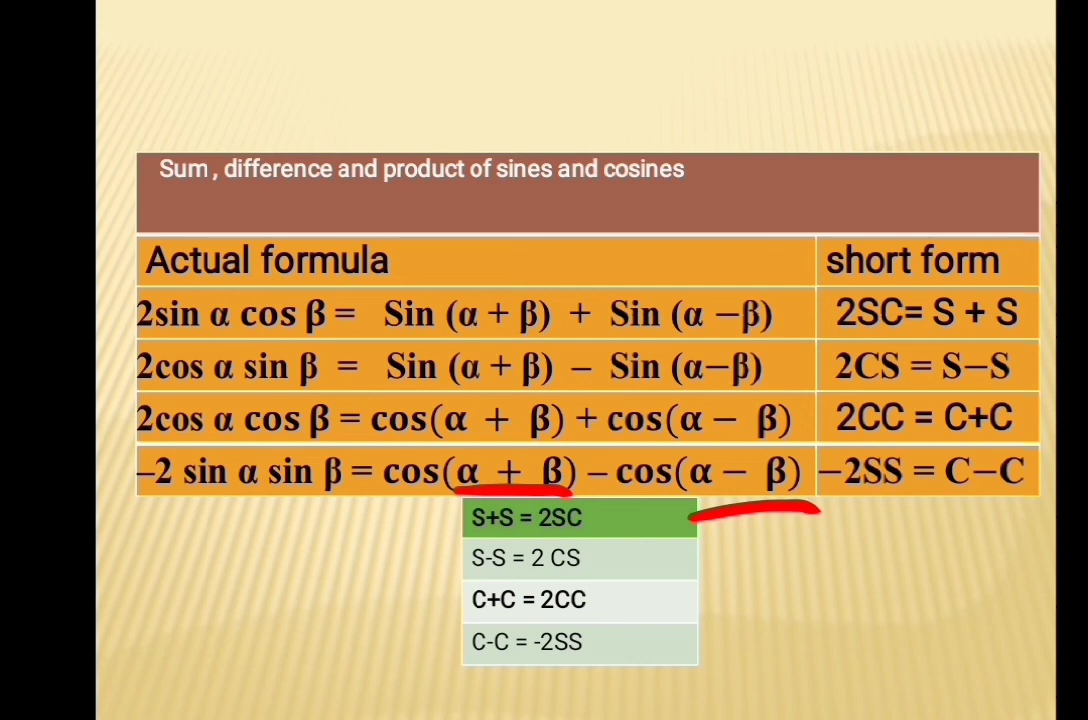 Sum , difference and product of sines and cosines
Actual formula short form
2sin α cos β = Sin (α + β) + Sin (α −β) 2SC= S + S
2cos α sin β = Sin (α + β) − Sin (α−β) 2CS = S−S
2cos α cos β = cos(α + β) + cos(α − β) 2CC = C+C
−2 sin α sin β = cos(α + β) − cos(α − β) −2SS = C−C
S+S = 2SC
S-S = 2 CS
C+C = 2CC
C-C = -2SS